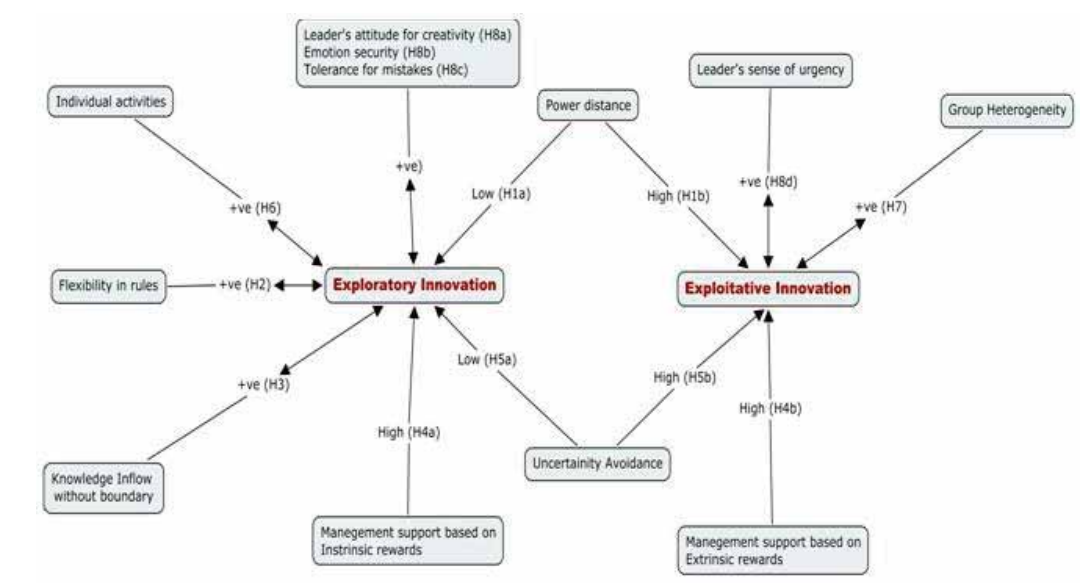 Leader's attitude for creativity (H8a)
Emotion security (H8b)
Tolerance for mistakes (H8c)
Leader's sense of urgency
Individual activities
Power distance
Group Heterogeneity
+ve)
Low (H1a)
High (H1b)
+ve (H8d)
+ve (H6)
+ve (H7)
Flexibility in rules
+ve (H2)
Exploratory Innovation
Exploitative Innovation
Low (H5a)
+ve (H3)
High (H5b)
High (H4a)
High (H4b)
Uncertainity Avoidance
Knowledge Inflow
without boundary
Manegement support based on
Instrinsic rewards
Manegement support based on
Extrinsic rewards